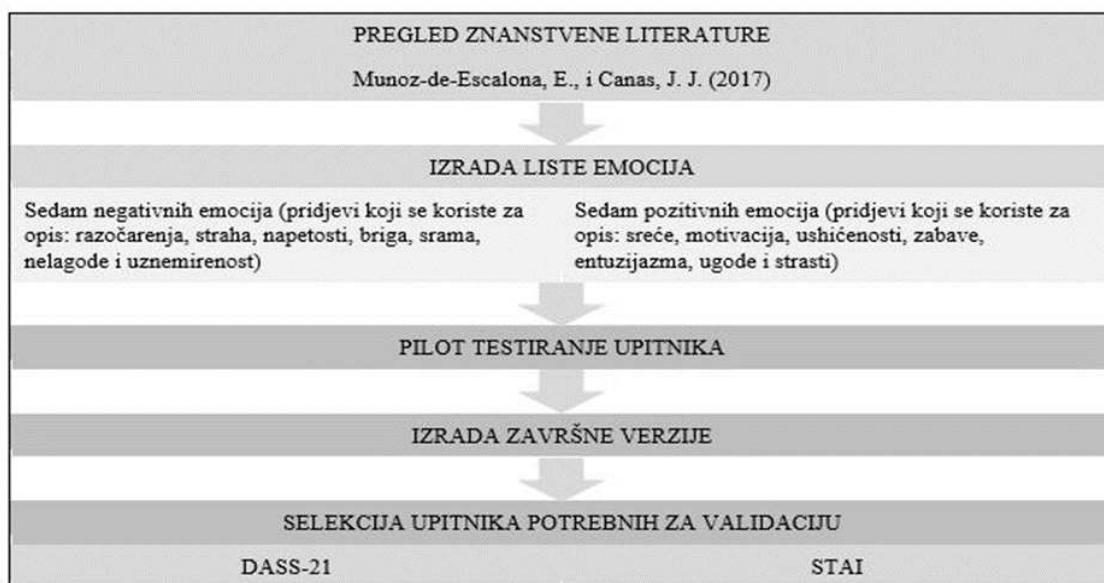 PREGLED ZNANSTVENE LITERATURE
Munoz-de-Escalona, E., i Canas, J. J. (2017)
IZRADA LISTE EMOCIJA
Sedam negativnih emocija (pridjevi koji se koriste za
opis: razočarenja, straha, napetosti, briga, srama,
nelagode i uznemirenost)
Sedam pozitivnih emocija (pridjevi koji se koriste za
opis: sreće, motivacija, ushićenosti, zabave,
entuzijazma, ugode i strasti)
PILOT TESTIRANJE UPITNIKA
IZRADA ZAVRŠNE VERZIJE
SELEKCIJA UPITNIKA POTREBNIH ZA VALIDACIJU
DASS-21
STAI